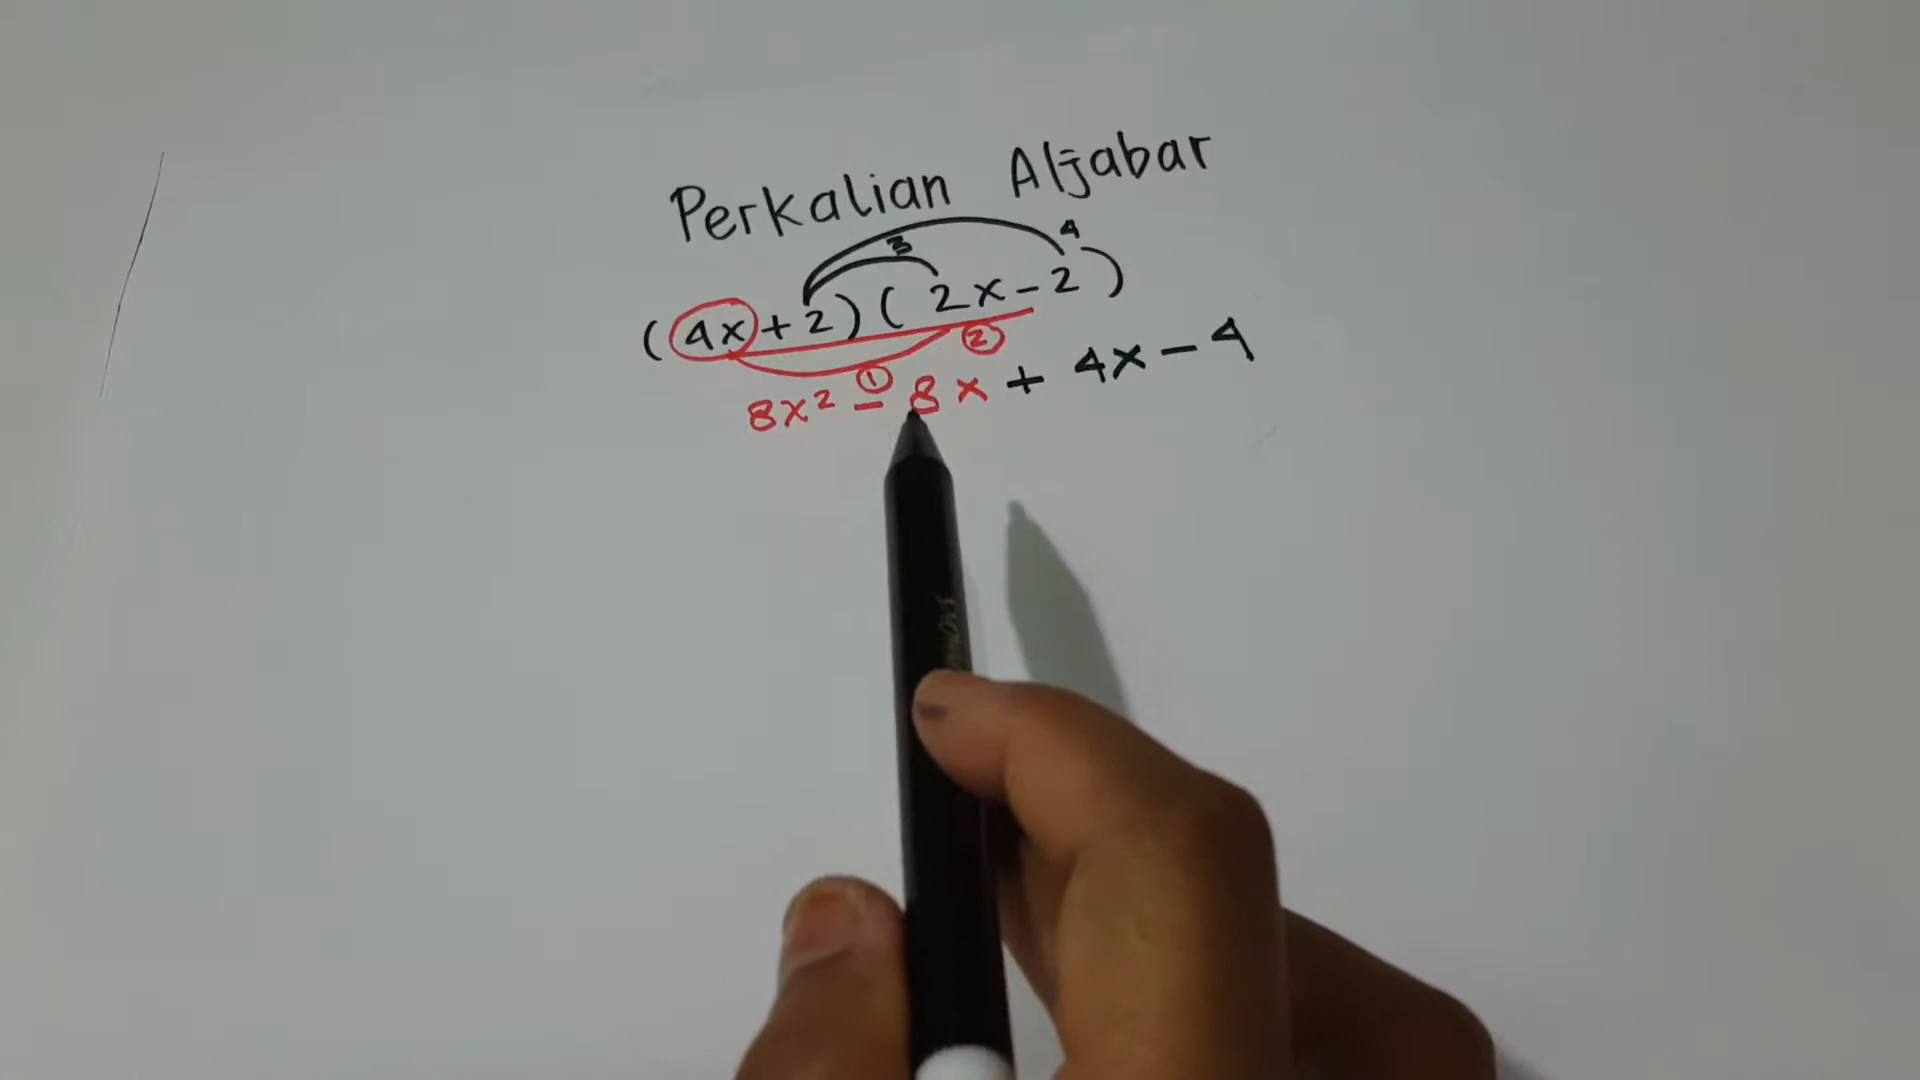 Perkalian Aljabar
3 4
(4x+2)(2x-2)
① ②
8x² - 8x + 4x - 4